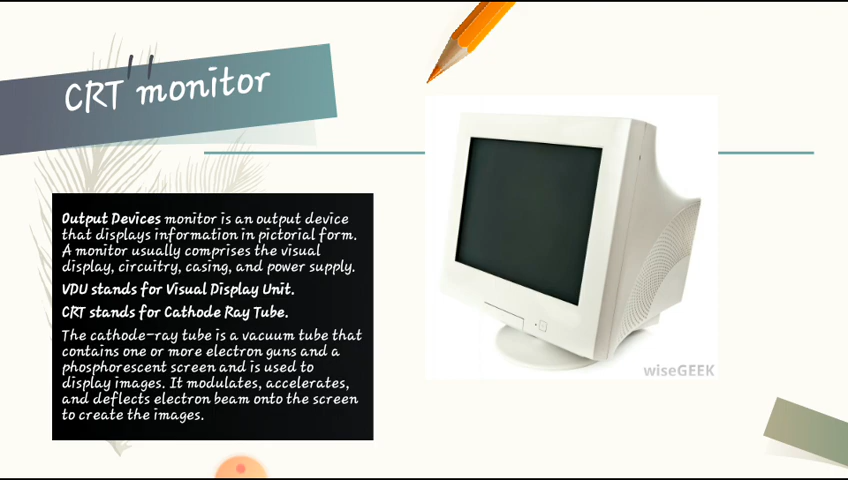 CRT monitor
Output Devices monitor is an output device
that displays information in pictorial form.
A monitor usually comprises the visual
display, circuitry, casing, and power supply.
VDU stands for Visual Display Unit.
CRT stands for Cathode Ray Tube.
The cathode-ray tube is a vacuum tube that
contains one or more electron guns and a
phosphorescent screen and is used to
display images. It modulates, accelerates,
and deflects electron beam onto the screen
to create the images.
wiseGEEK